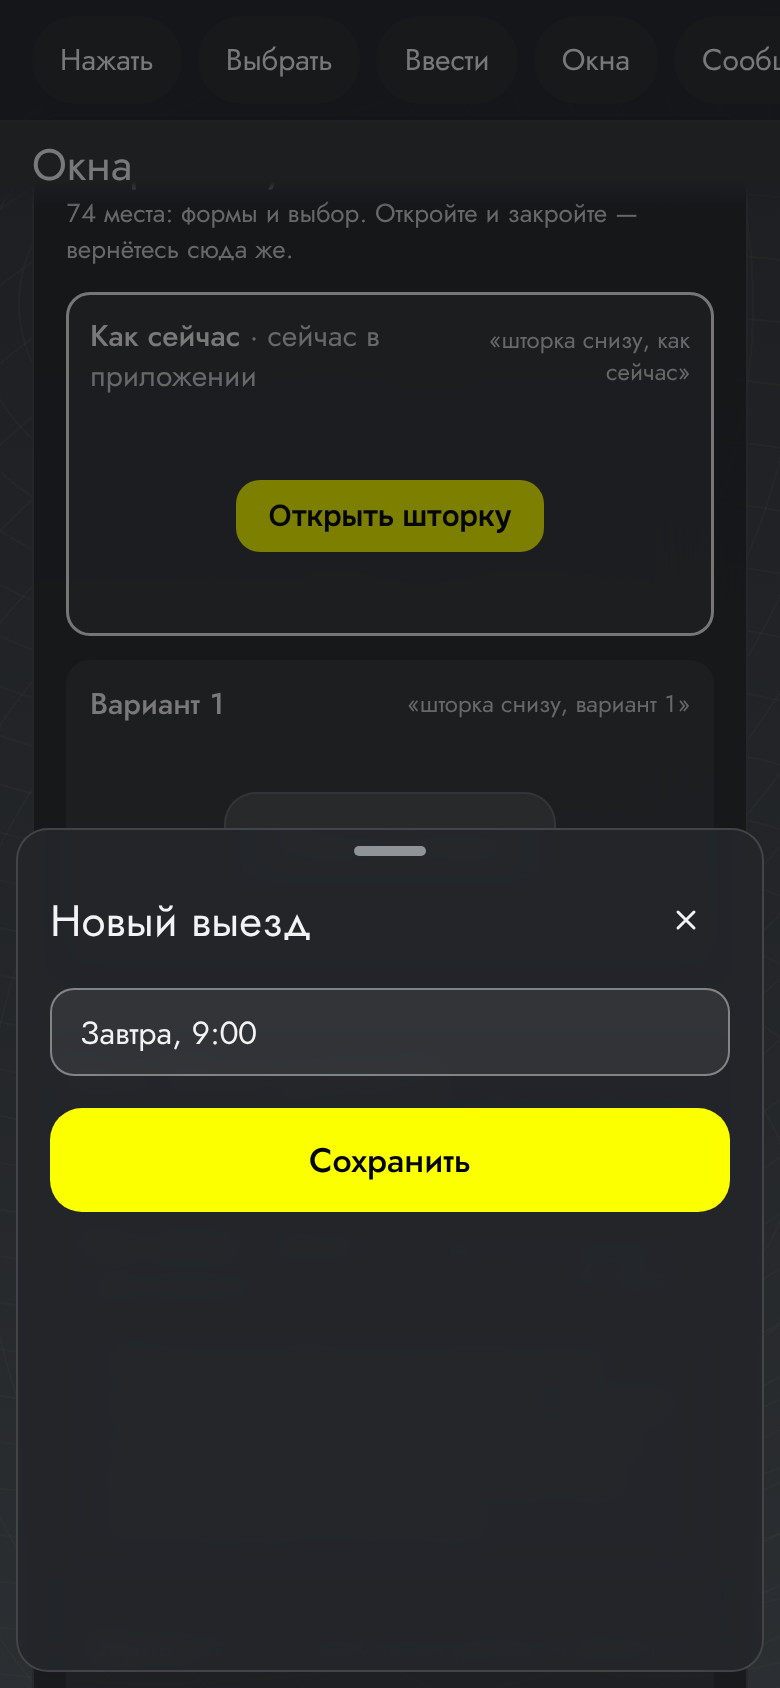 Нажать
Выбрать
Ввести
Окна
Окна
74 места: формы и выбор. Откройте и закройте —
вернётесь сюда же.
Как сейчас · сейчас в
приложении
«шторка снизу, как
сейчас»
Открыть шторку
Вариант 1
«шторка снизу, вариант 1»
Новый выезд
Завтра, 9:00
Сохранить